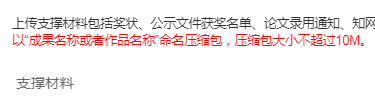 上传支撑材料包括奖状、公示文件获奖名单、论文录用通知、知网
以“成果名称或者作品名称”命名压缩包，压缩包大小不超过10M。
支撑材料